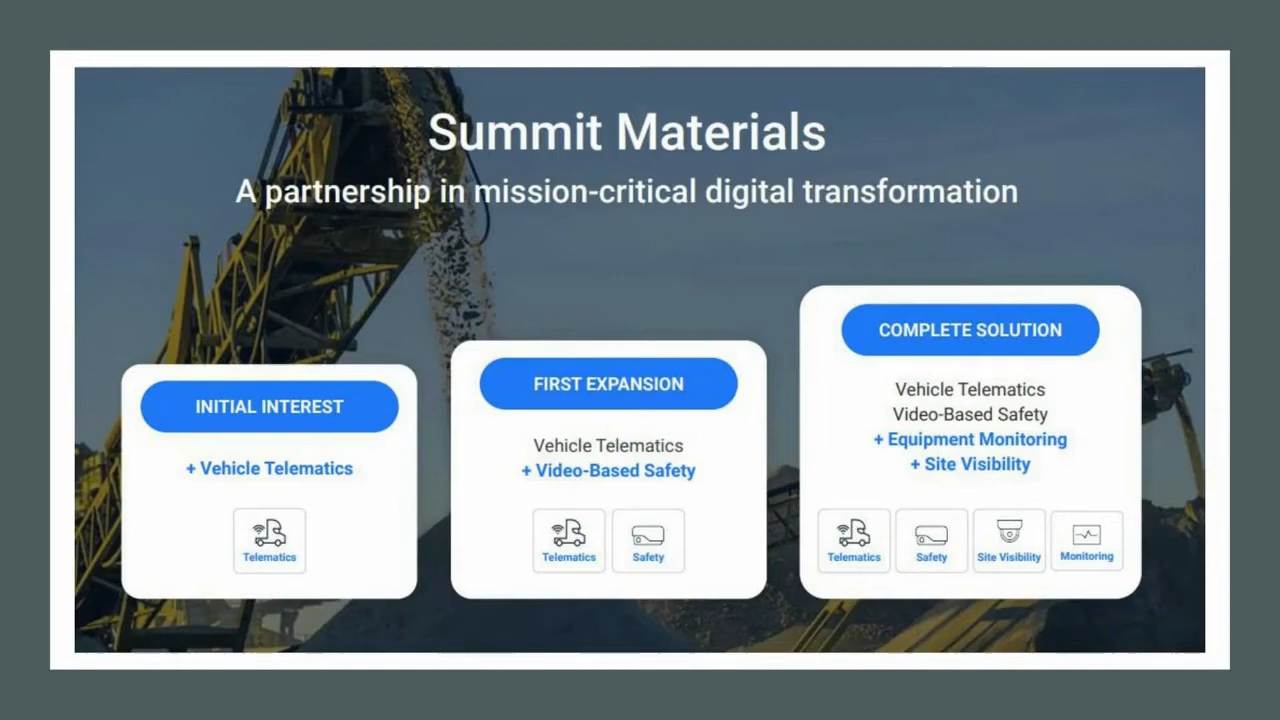 Summit Materials
A partnership in mission-critical digital transformation
INITIAL INTEREST
+ Vehicle Telematics
Telematics
FIRST EXPANSION
Vehicle Telematics
+ Video-Based Safety
Telematics
Safety
COMPLETE SOLUTION
Vehicle Telematics
Video-Based Safety
+ Equipment Monitoring
+ Site Visibility
Telematics
Safety
Site Visibility
Monitoring